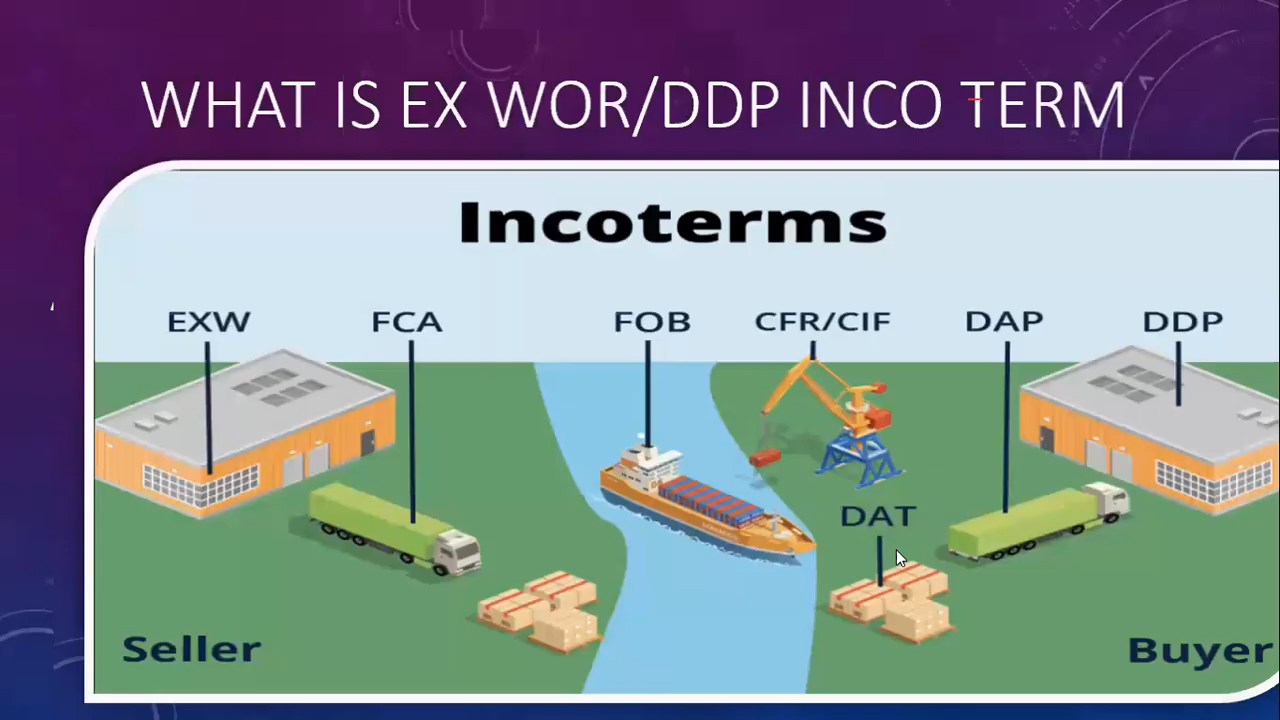 WHAT IS EX WOR/DDP INCO TERM
Incoterms
EXW FCA FOB CFR/CIF DAP DDP
DAT
Seller Buyer